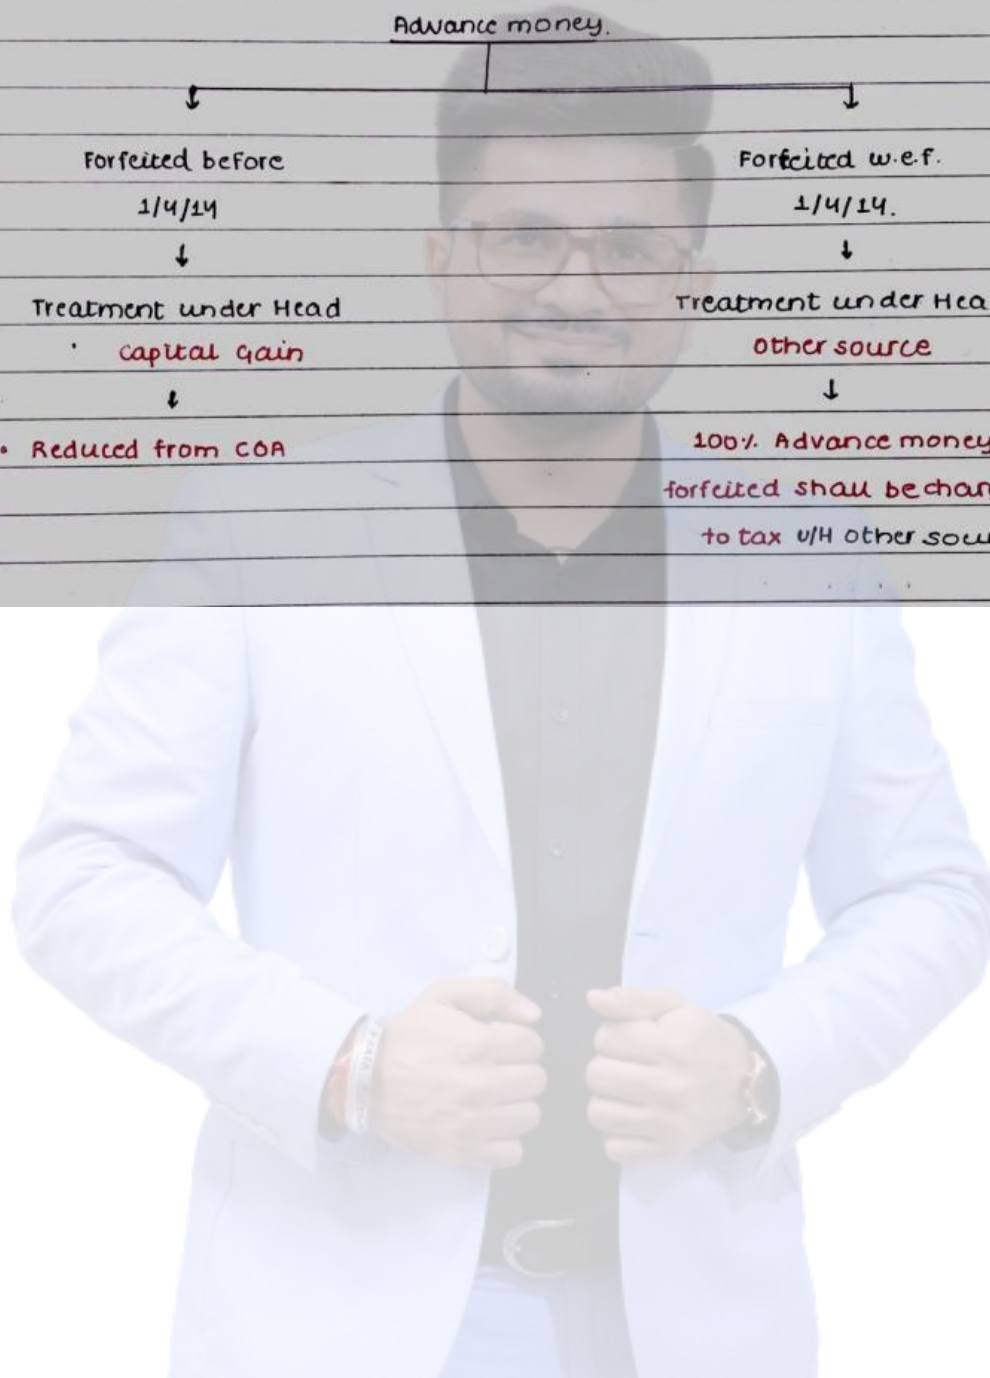 Advance money.
Forfeited before
1/4/14
Treatment under Head
Capital Gain
Reduced from COA
Forfeited w.e.f.
1/4/14.
Treatment under Hea
Other source
100% Advance money
forfeited shall be char
to tax U/H Other sou